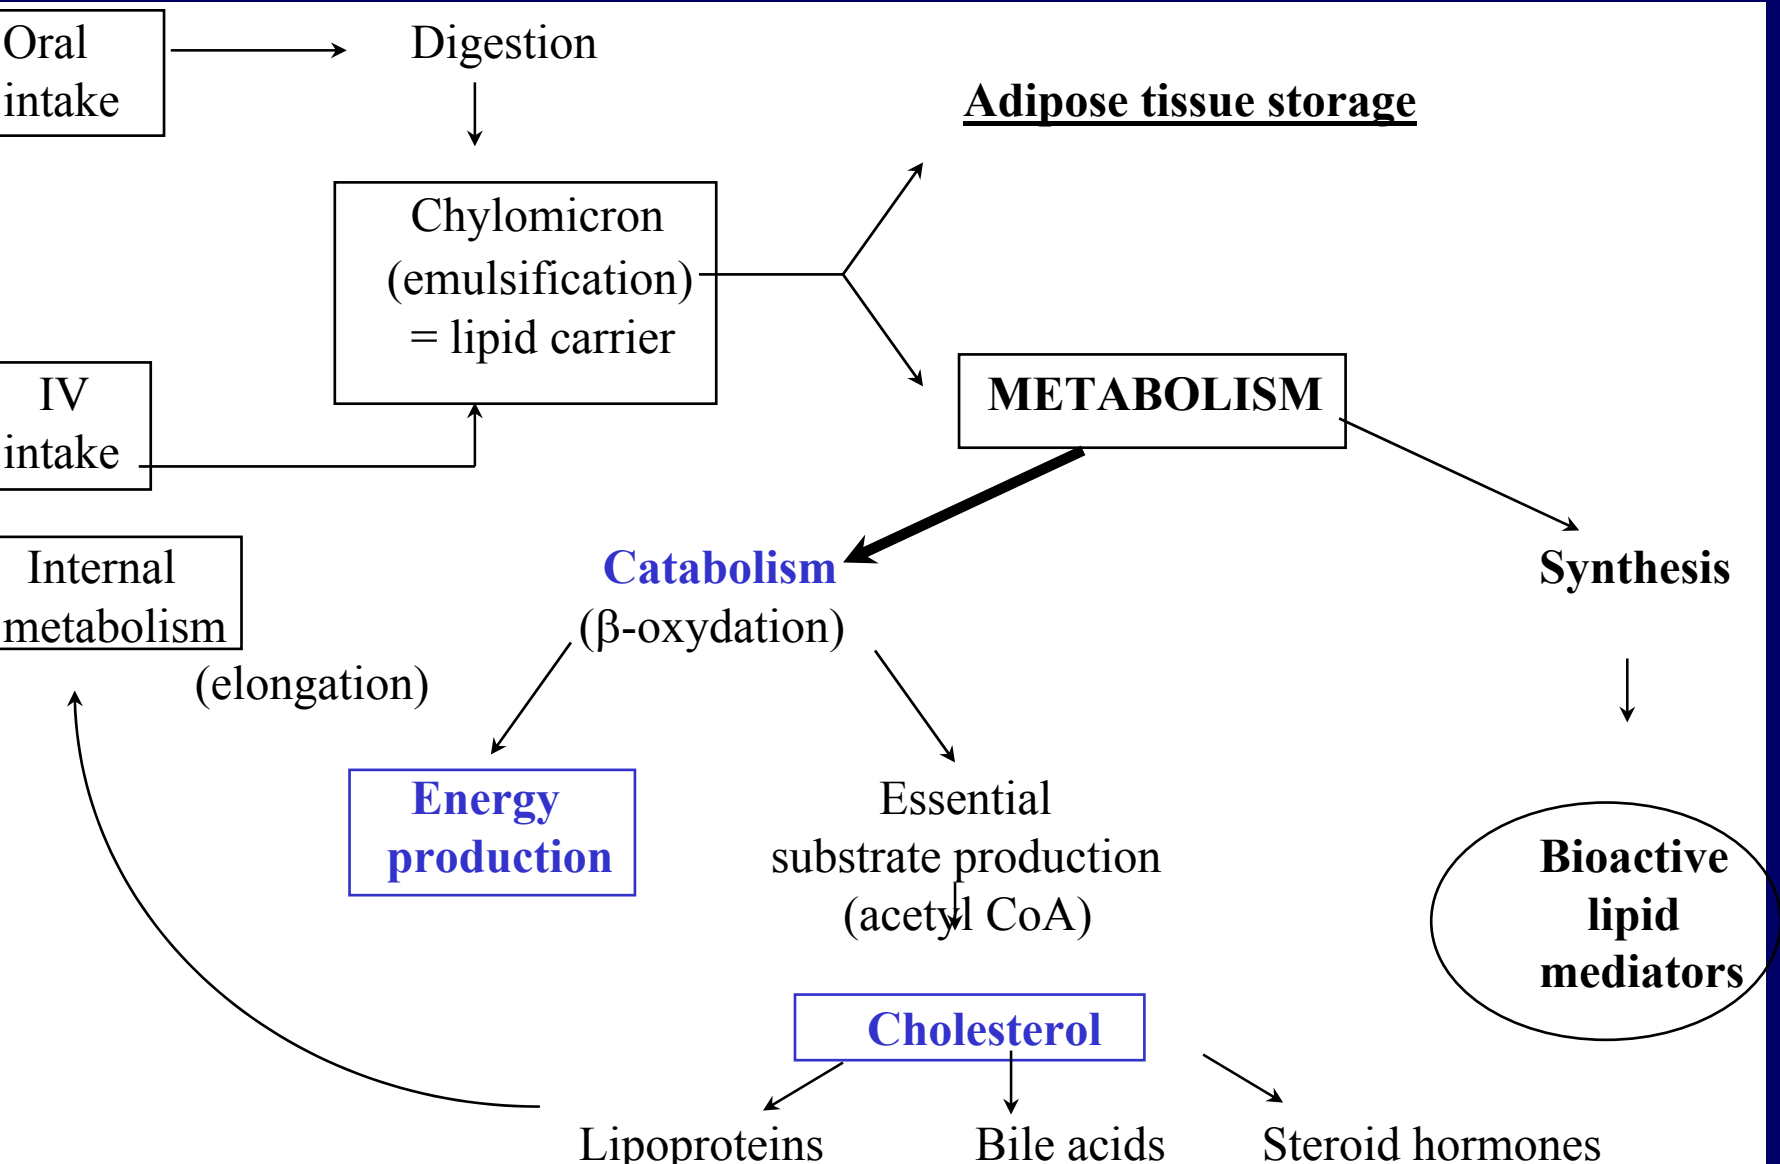 Oral
intake
Digestion
Adipose tissue storage
Chylomicron
(emulsification)
= lipid carrier
IV
intake
METABOLISM
Internal
metabolism
(elongation)
Catabolism
(β-oxydation)
Synthesis
Energy
production
Essential
substrate production
(acetyl CoA)
Bioactive
lipid
mediators
Cholesterol
Lipoproteins
Bile acids
Steroid hormones